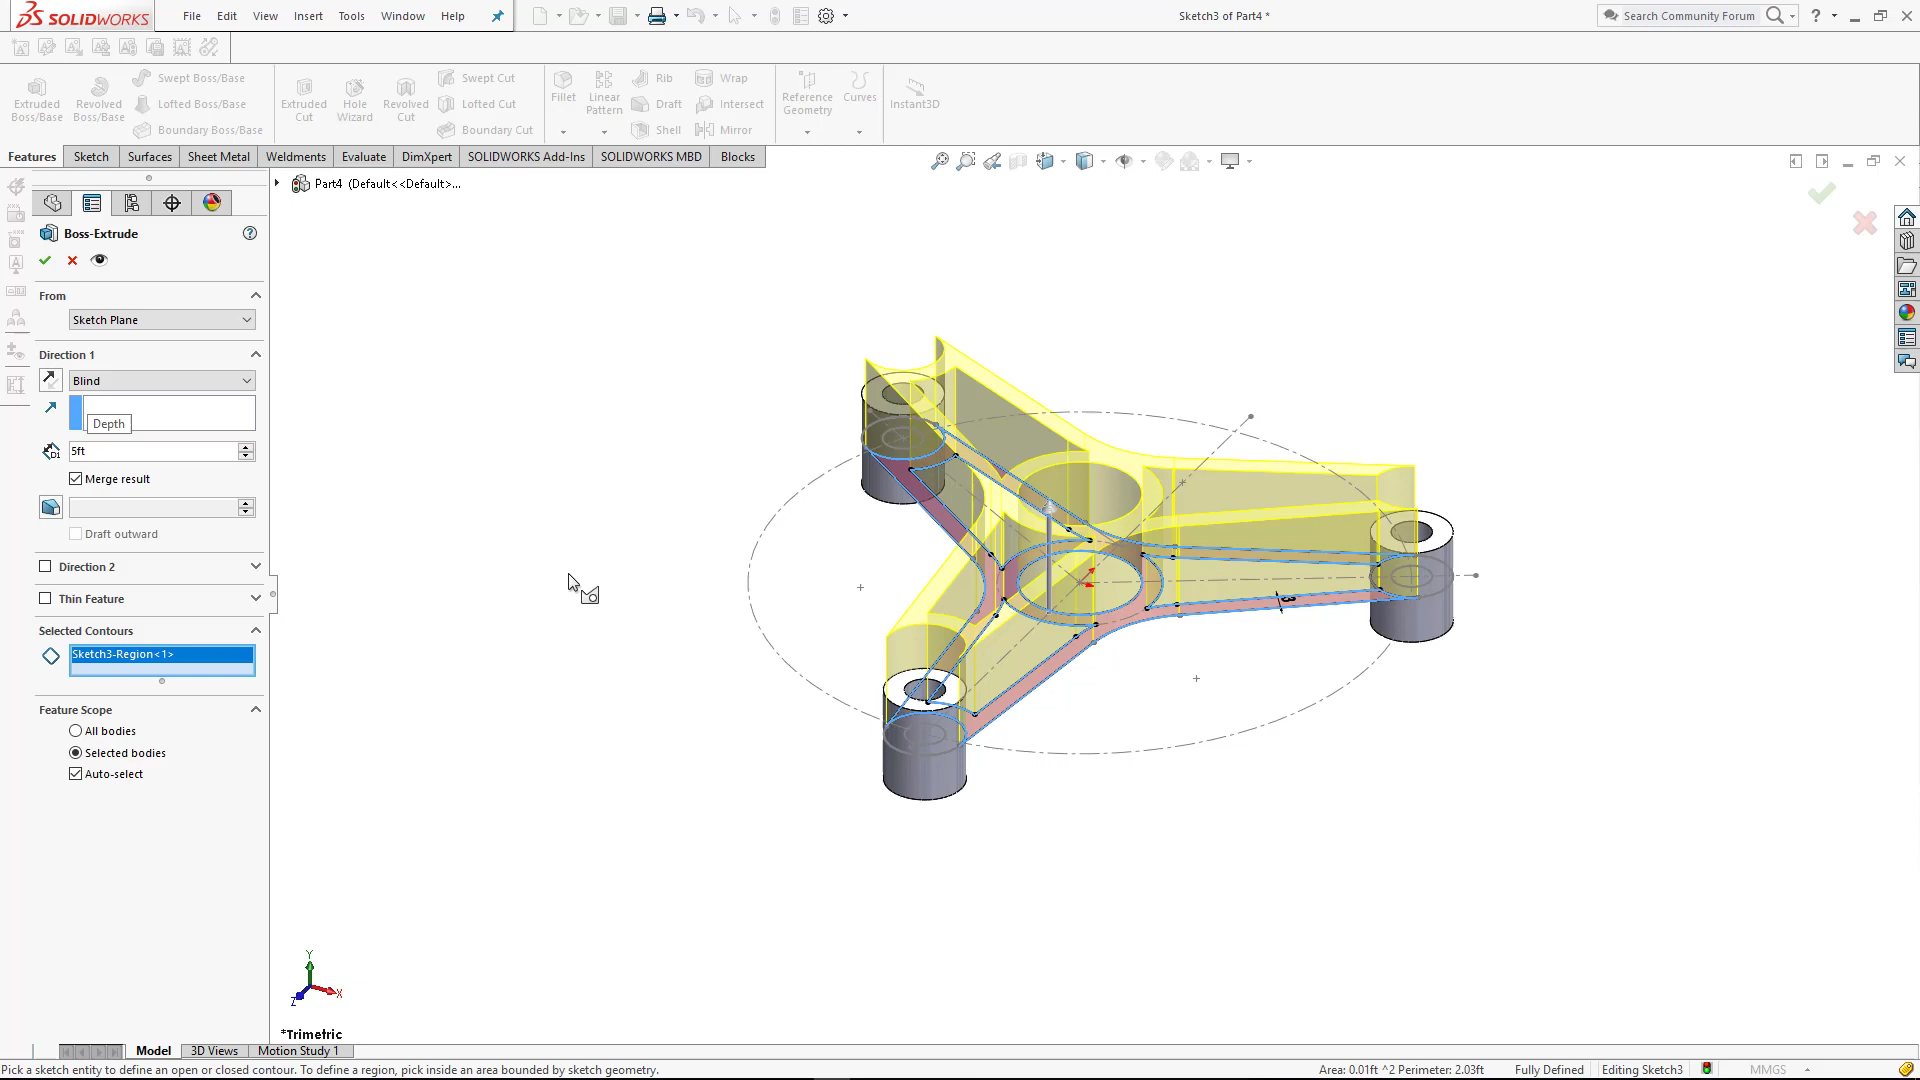 SOLIDWORKS File Edit View Insert Tools Window Help Sketch3 of Part4 * Search Community Forum ?
Extruded Boss/Base
Revolved Boss/Base
Swept Boss/Base
Lofted Boss/Base
Boundary Boss/Base
Extruded Cut
Hole Wizard
Revolved Cut
Swept Cut
Lofted Cut
Boundary Cut
Fillet
Linear Pattern
Rib
Draft
Shell
Wrap
Intersect
Mirror
Reference Geometry
Curves
Instant3D
Features Sketch Surfaces Sheet Metal Weldments Evaluate DimXpert SOLIDWORKS Add-Ins SOLIDWORKS MBD Blocks
Part4 (Default<<Default>...
Boss-Extrude
From
Sketch Plane
Direction 1
Blind
Depth
5ft
Merge result
Draft outward
Direction 2
Thin Feature
Selected Contours
Sketch3-Region<1>
Feature Scope
All bodies
Selected bodies
Auto-select
3
Y
X
Z
*Trimetric
Model 3D Views Motion Study 1
Pick a sketch entity to define an open or closed contour. To define a region, pick inside an area bounded by sketch geometry. Area: 0.01ft ^2 Perimeter: 2.03ft Fully Defined Editing Sketch3 MMGS